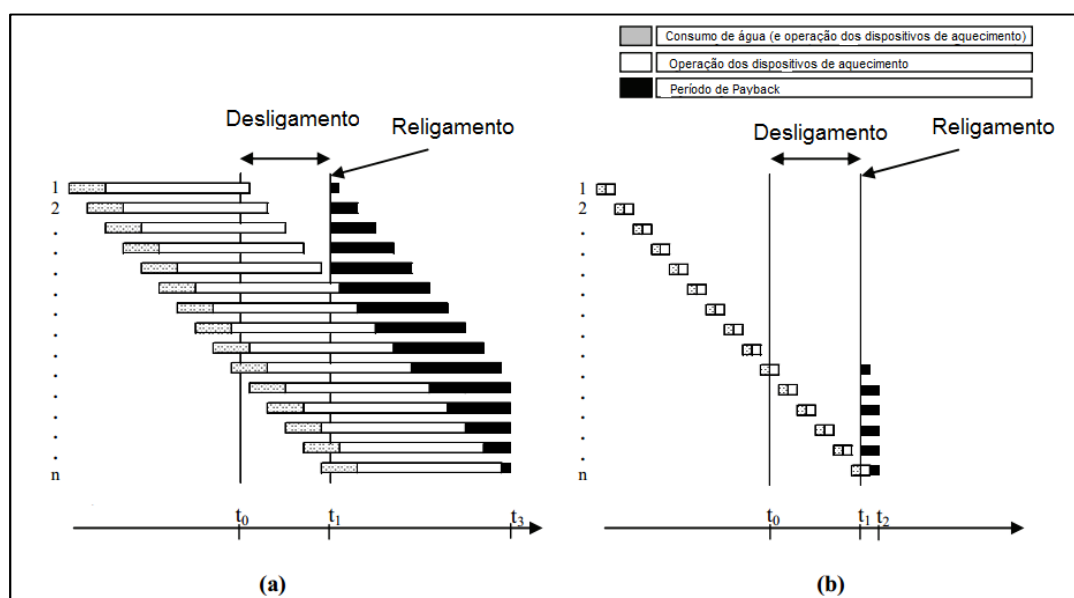 Consumo de água (e operação dos dispositivos de aquecimento)
Operação dos dispositivos de aquecimento
Período de Payback
Desligamento
Religamento
1
2
.
.
.
.
.
.
.
.
.
.
.
.
n
t0
t1
t3
(a)
Desligamento
Religamento
1
2
.
.
.
.
.
.
.
.
.
.
.
.
n
t0
t1
t2
(b)